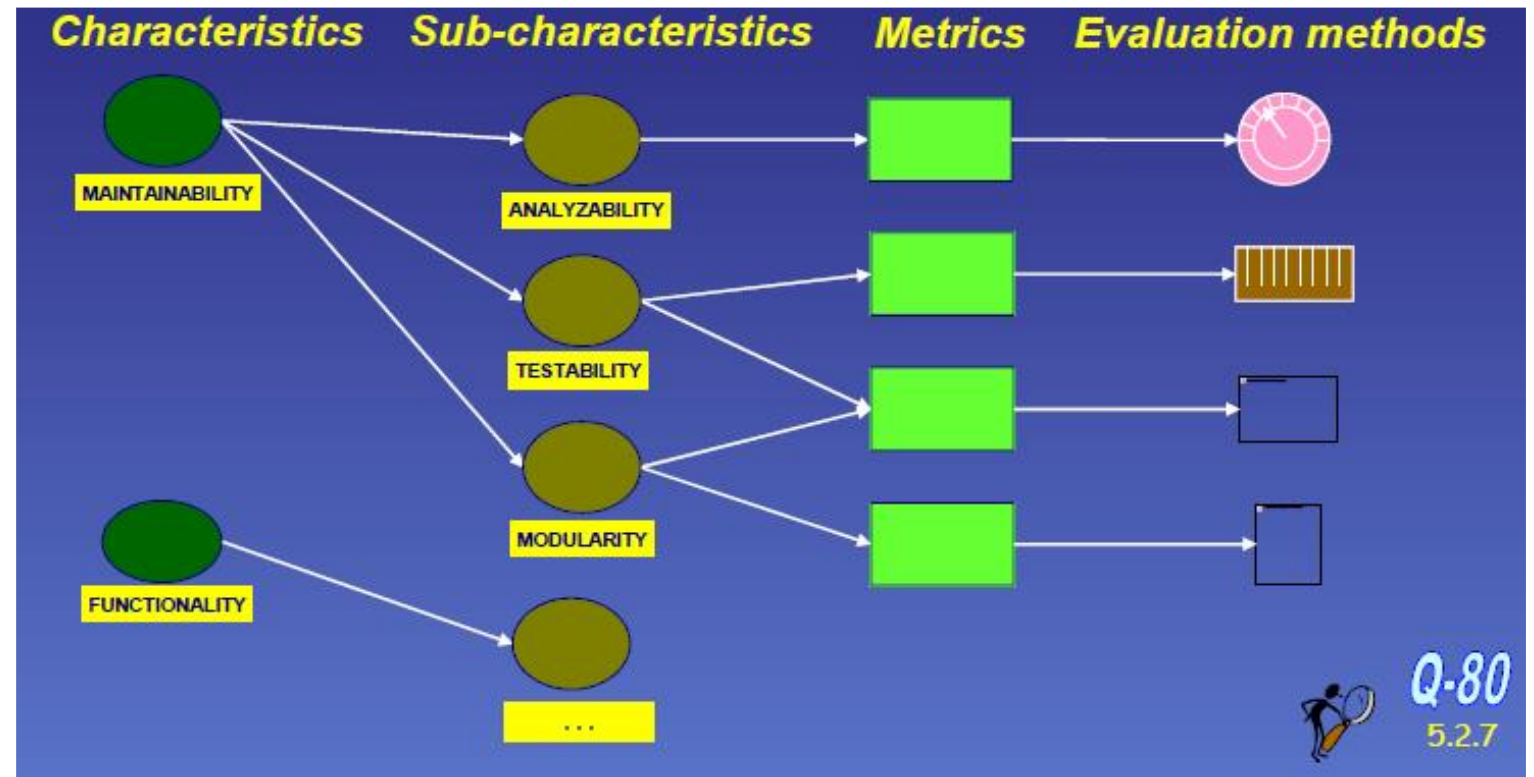 Characteristics Sub-characteristics Metrics Evaluation methods
MAINTAINABILITY
ANALYZABILITY
TESTABILITY
MODULARITY
FUNCTIONALITY
...
Q-80
5.2.7